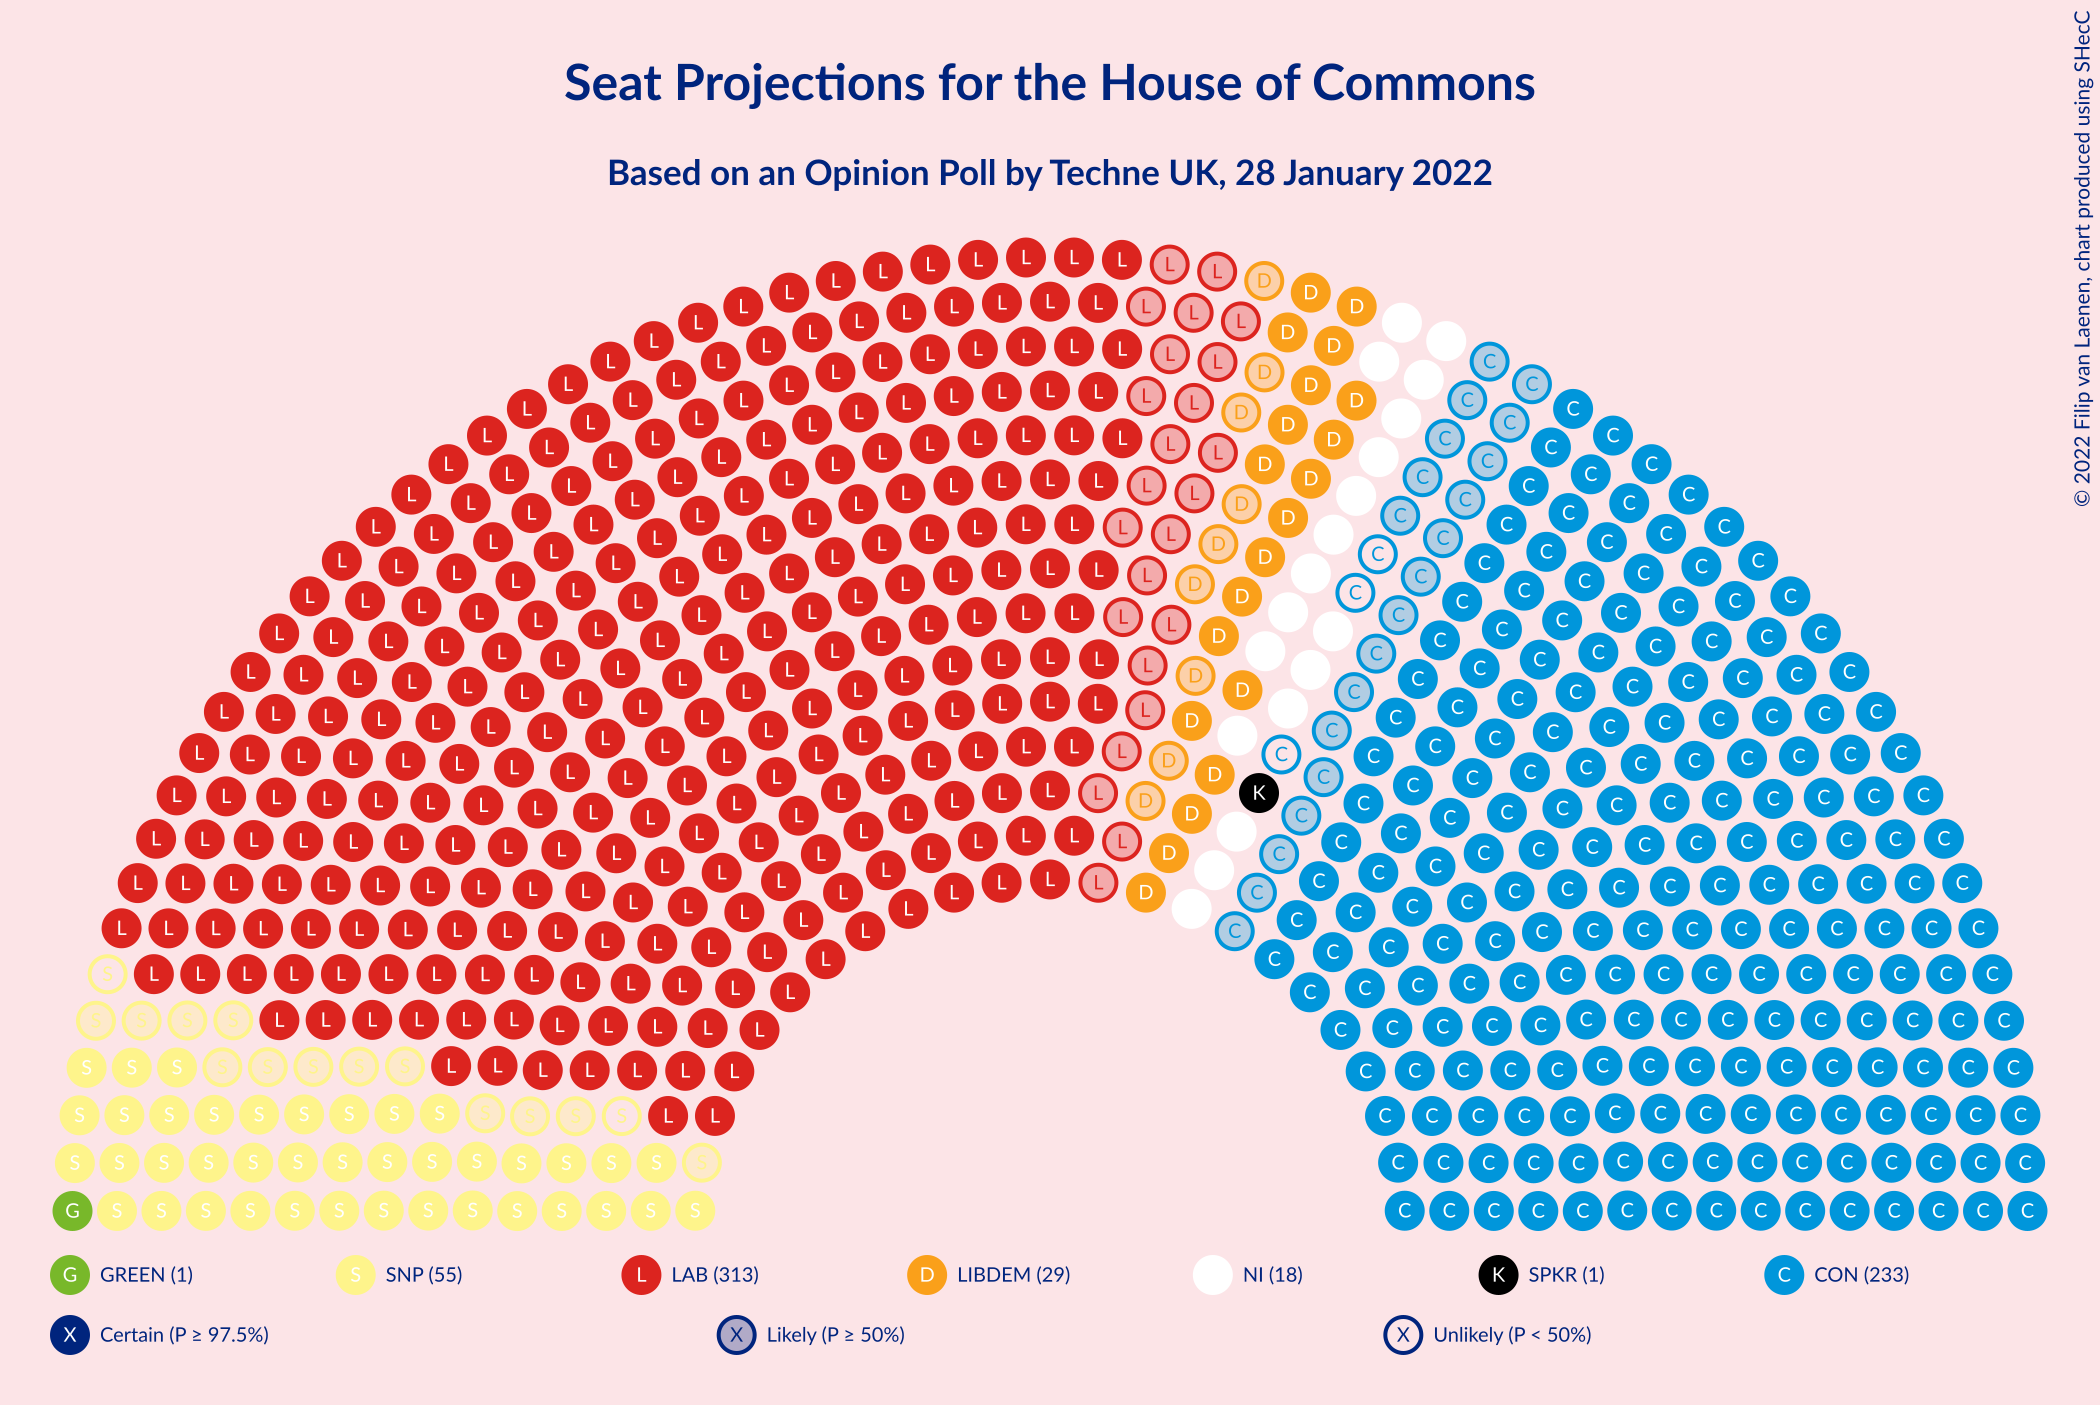 Seat Projections for the House of Commons
Based on an Opinion Poll by Techne UK, 28 January 2022
© 2022 Filip van Laenen, chart produced using SHecC
G GREEN (1)
S SNP (55)
L LAB (313)
D LIBDEM (29)
NI (18)
K SPKR (1)
C CON (233)
X Certain (P ≥ 97.5%)
X Likely (P ≥ 50%)
X Unlikely (P < 50%)